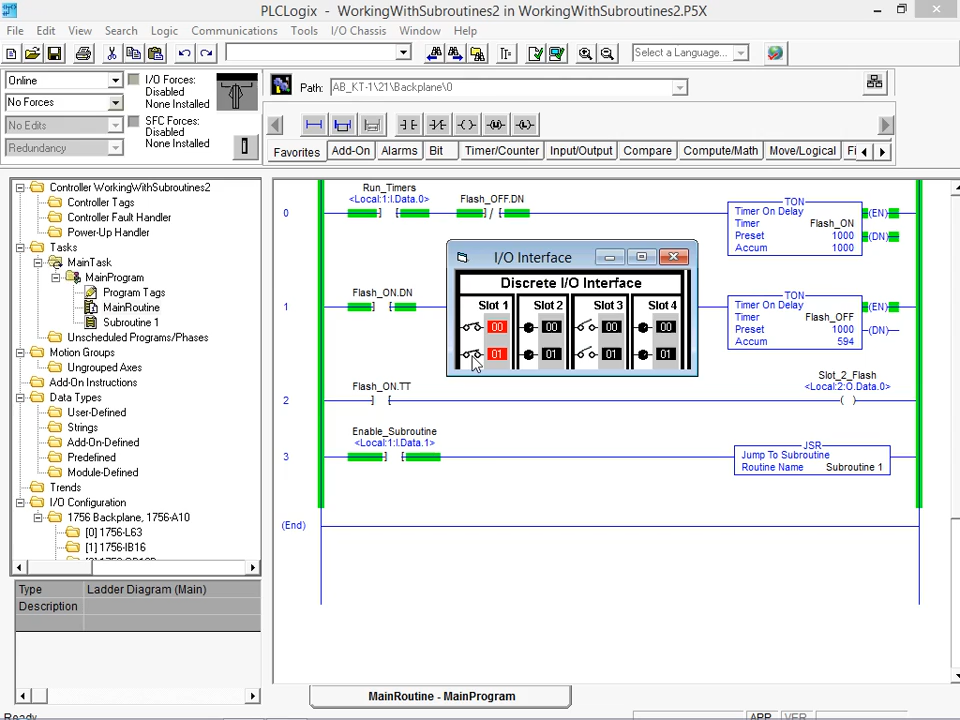 PLCLogix - WorkingWithSubroutines2 in WorkingWithSubroutines2.P5X
File Edit View Search Logic Communications Tools I/O Chassis Window Help
Select a Language...
Online
I/O Forces:
Disabled
None Installed
No Forces
No Edits
SFC Forces:
Disabled
None Installed
Redundancy
Path: AB_KT-1\21\Backplane\0
Favorites Add-On Alarms Bit Timer/Counter Input/Output Compare Compute/Math Move/Logical Fi
Controller WorkingWithSubroutines2
Controller Tags
Controller Fault Handler
Power-Up Handler
Tasks
MainTask
MainProgram
Program Tags
MainRoutine
Subroutine 1
Unscheduled Programs/Phases
Motion Groups
Ungrouped Axes
Add-On Instructions
Data Types
User-Defined
Strings
Add-On-Defined
Predefined
Module-Defined
Trends
I/O Configuration
1756 Backplane, 1756-A10
[0] 1756-L63
[1] 1756-IB16
Type Ladder Diagram (Main)
Description
0
Run_Timers
<Local:1:I.Data.0>
Flash_OFF.DN
TON
Timer On Delay
Timer Flash_ON
Preset 1000
Accum 1000
(EN)
(DN)
I/O Interface
Discrete I/O Interface
Slot 1 Slot 2 Slot 3 Slot 4
00 00 00 00
01 01 01 01
1
Flash_ON.DN
TON
Timer On Delay
Timer Flash_OFF
Preset 1000
Accum 594
(EN)
(DN)
2
Flash_ON.TT
Slot_2_Flash
<Local:2:O.Data.0>
3
Enable_Subroutine
<Local:1:I.Data.1>
JSR
Jump To Subroutine
Routine Name Subroutine 1
(End)
MainRoutine - MainProgram
Ready
APP VER